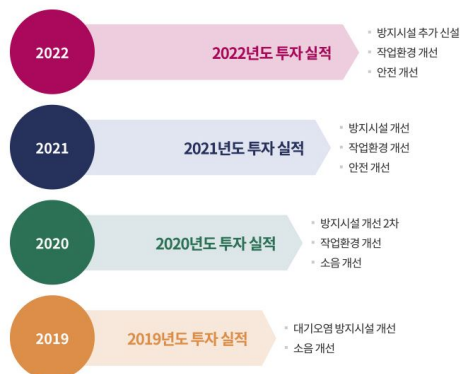 2022
2022년도 투자 실적
방지시설 추가 신설
작업환경 개선
안전 개선
2021
2021년도 투자 실적
방지시설 개선
작업환경 개선
안전 개선
2020
2020년도 투자 실적
방지시설 개선 2차
작업환경 개선
소음 개선
2019
2019년도 투자 실적
대기오염 방지시설 개선
소음 개선